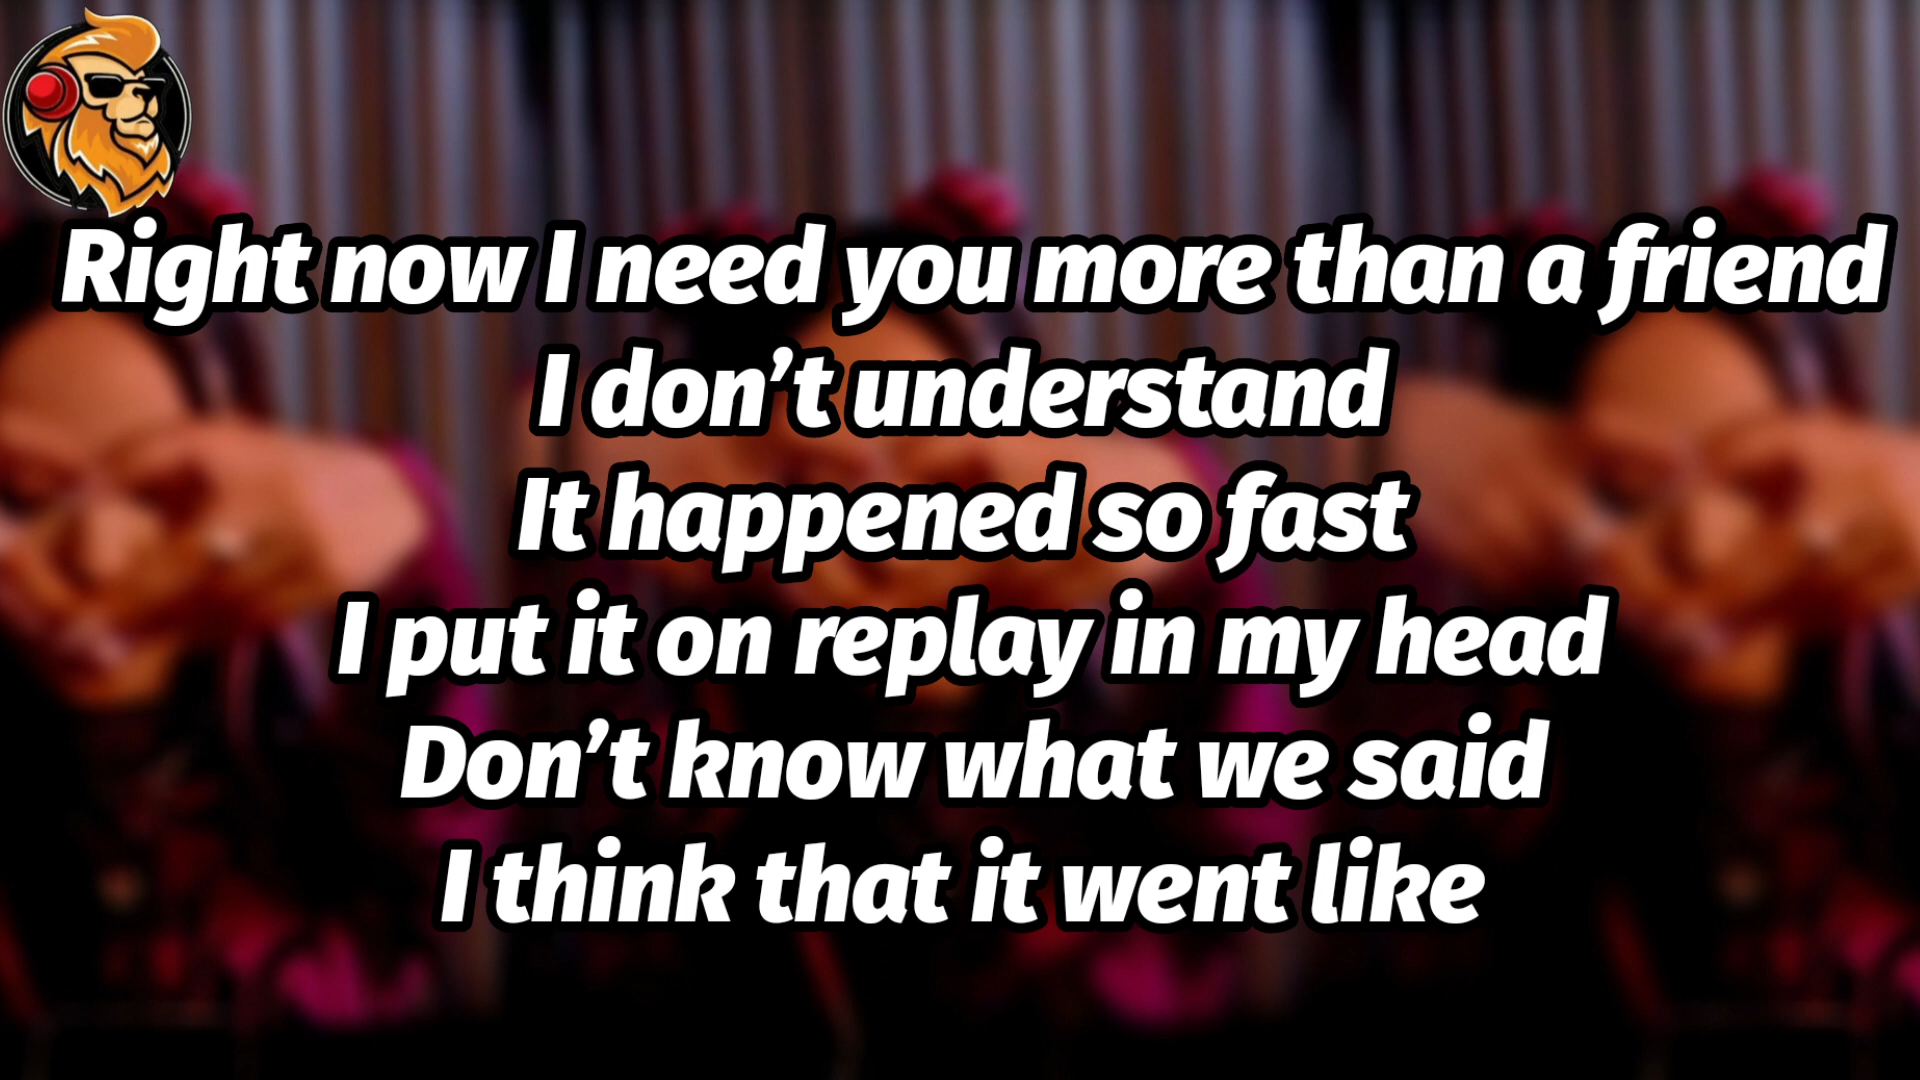 Right now I need you more than a friend
I don’t understand
It happened so fast
I put it on replay in my head
Don’t know what we said
I think that it went like